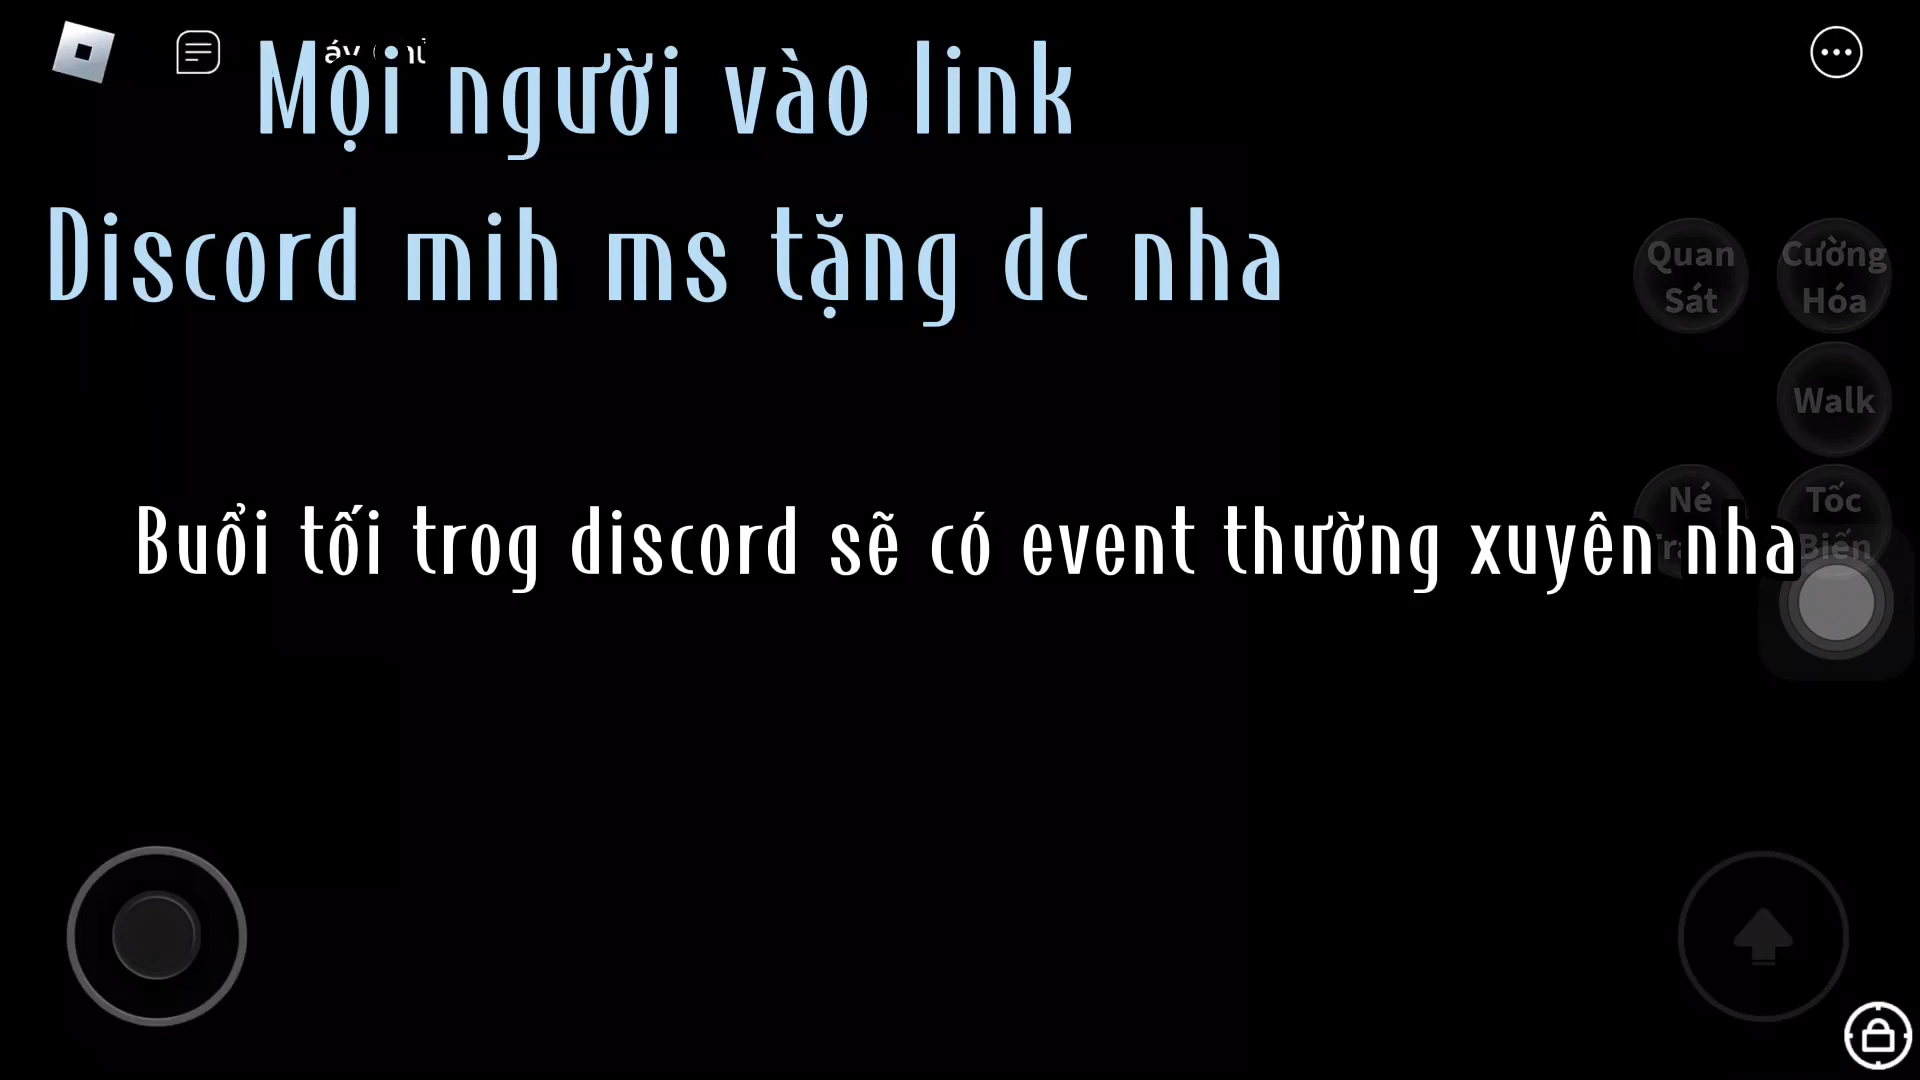 Mọi người vào link
Discord mih ms tặng dc nha
Quan
Sát
Cường
Hóa
Walk
Né
Tốc
Biến
Buổi tối trog discord sẽ có event thường xuyên nha